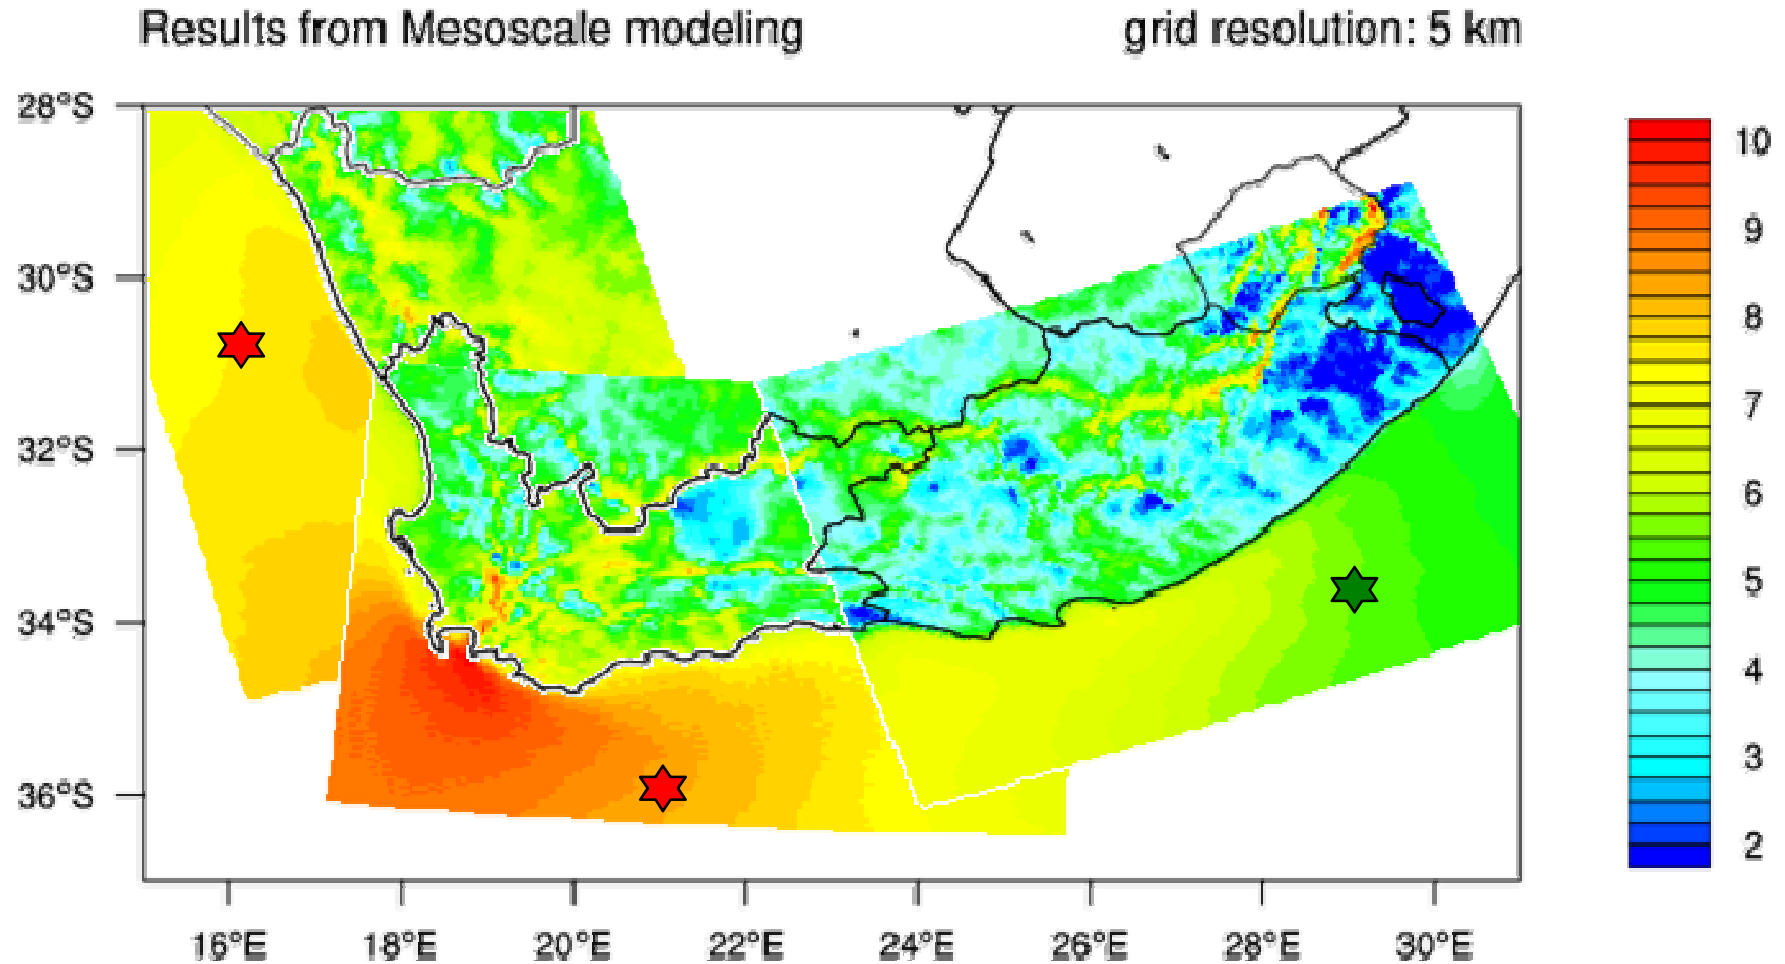 Results from Mesoscale modeling grid resolution: 5 km
28°S
30°S
32°S
34°S
36°S
16°E 18°E 20°E 22°E 24°E 26°E 28°E 30°E
10
9
8
7
6
5
4
3
2